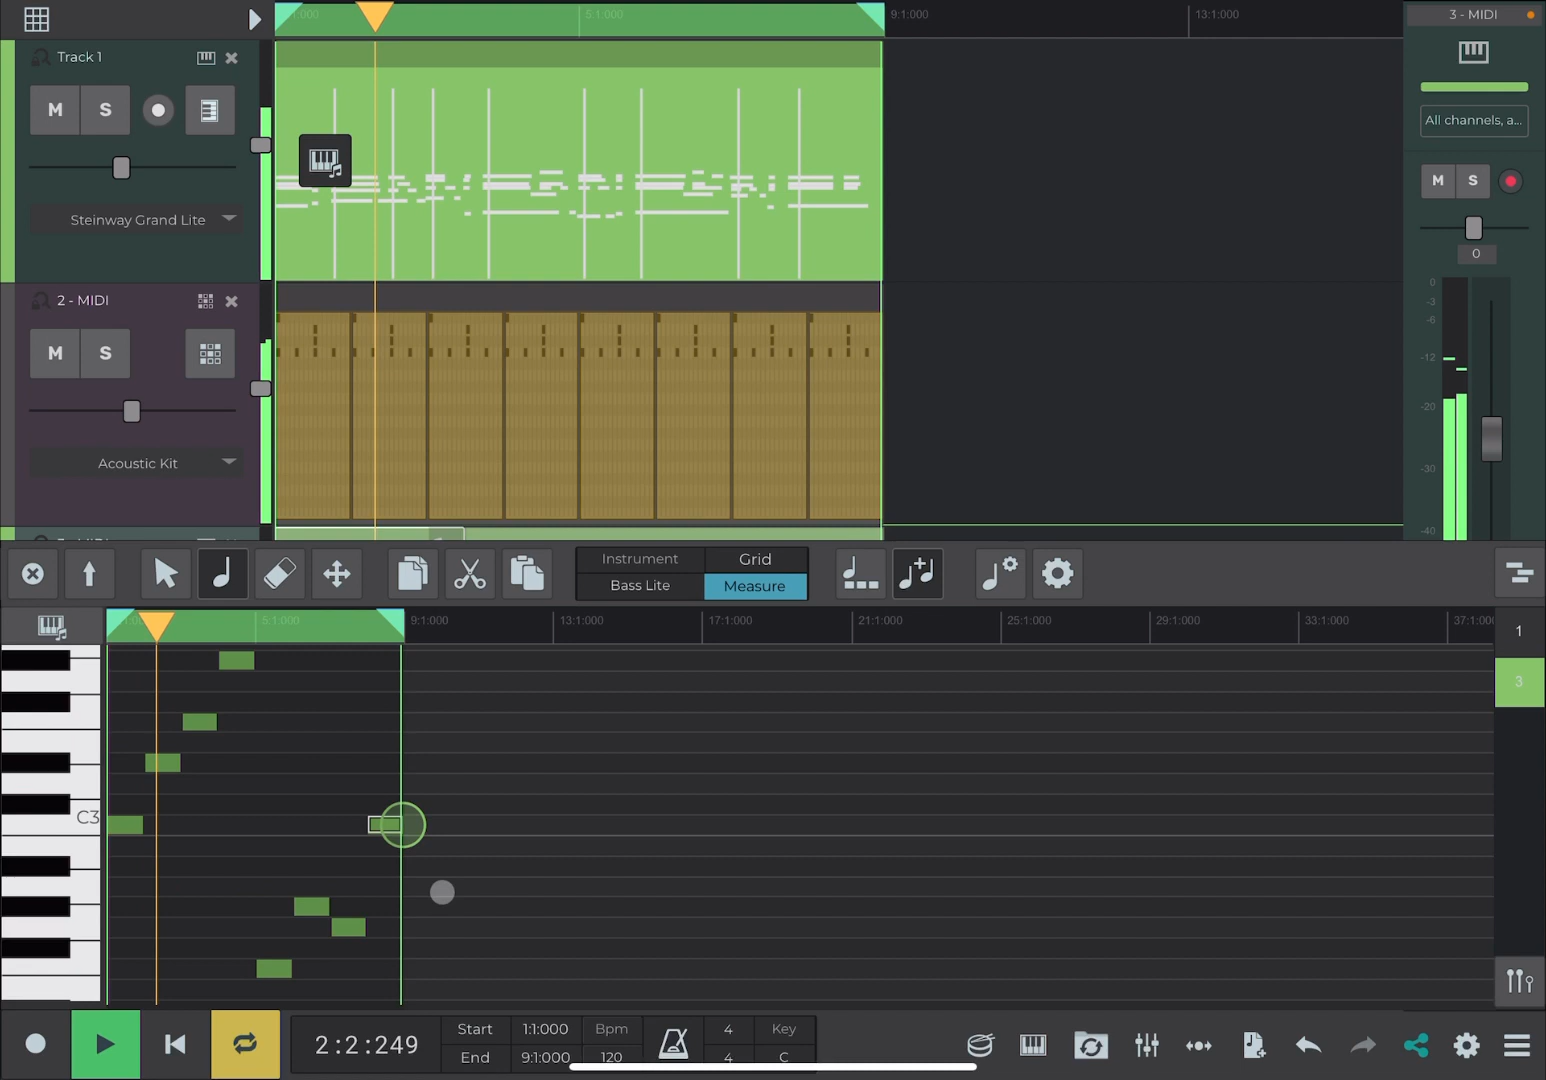 5:1:000
9:1:000
13:1:000
3 - MIDI
Track 1
M
S
Steinway Grand Lite
All channels, a...
M
S
0
0
-3
-6
-12
-20
-30
-40
2 - MIDI
M
S
Acoustic Kit
Instrument
Grid
Bass Lite
Measure
5:1:000
9:1:000
13:1:000
17:1:000
21:1:000
25:1:000
29:1:000
33:1:000
37:1:00
1
3
C3
2:2:249
Start
1:1:000
Bpm
4
Key
End
9:1:000
120
4
C